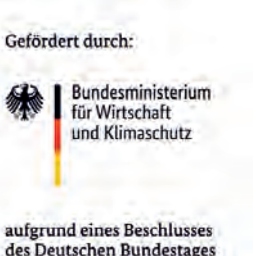 Gefördert durch:
Bundesministerium
für Wirtschaft
und Klimaschutz
aufgrund eines Beschlusses
des Deutschen Bundestages